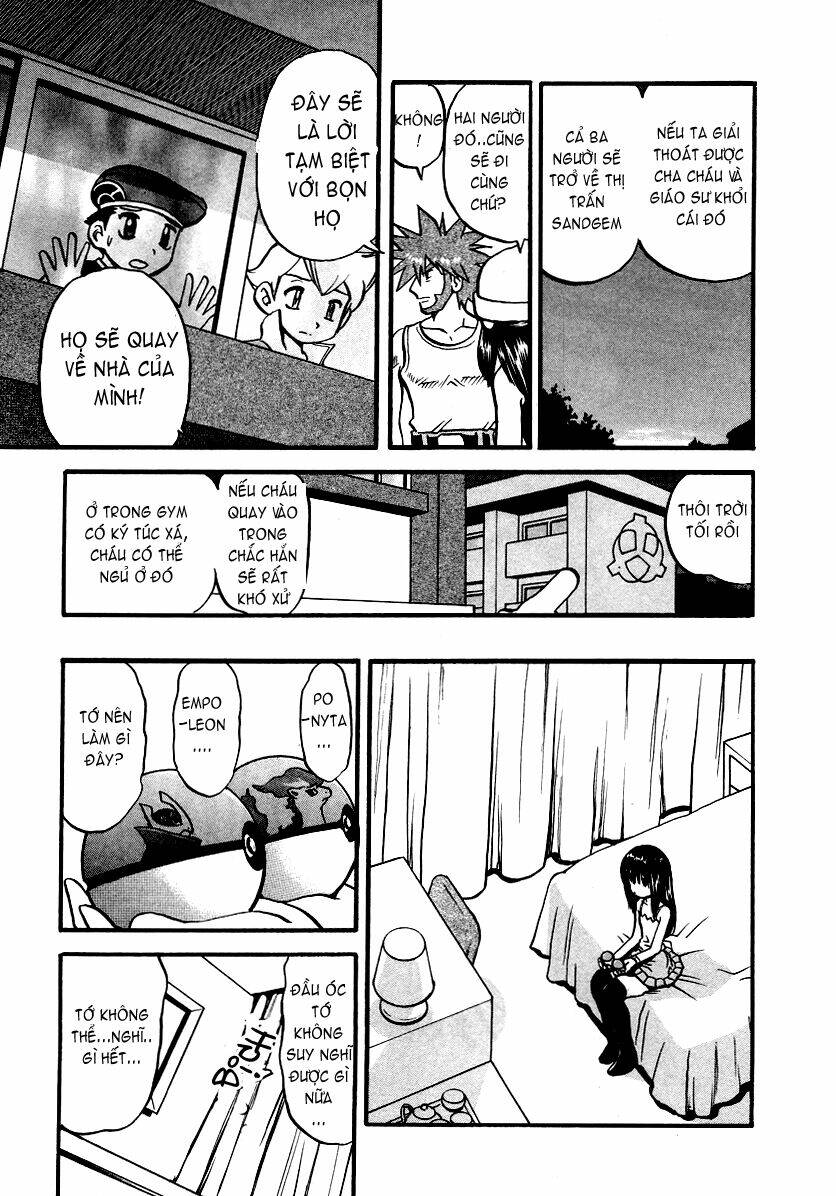 NẾU TA GIẢI
THOÁT ĐƯỢC
CHA CHÁU VÀ
GIÁO SƯ KHỎI
CÁI ĐÓ
CẢ BA
NGƯỜI SẼ
TRỞ VỀ THỊ
TRẤN
SANDGEM
HAI NGƯỜI
ĐÓ..CŨNG
SẼ ĐI
CÙNG
CHỨ?
KHÔNG
!
ĐÂY SẼ
LÀ LỜI
TẠM BIỆT
VỚI BỌN
HỌ
HỌ SẼ QUAY
VỀ NHÀ CỦA
MÌNH!
THÔI TRỜI
TỐI RỒI
NẾU CHÁU
QUAY VÀO
TRONG
CHẮC HẲN
SẼ RẤT
KHÓ XỬ
Ở TRONG GYM
CÓ KÝ TÚC XÁ,
CHÁU CÓ THỂ
NGỦ Ở ĐÓ
PO
-NYTA
...
EMPO
-LEON
....
TỚ NÊN
LÀM GÌ
ĐÂY?
ĐẦU ÓC
TỚ
KHÔNG
SUY NGHĨ
ĐƯỢC GÌ
NỮA
...
BỊCH!
TỚ KHÔNG
THỂ...NGHĨ..
GÌ HẾT...